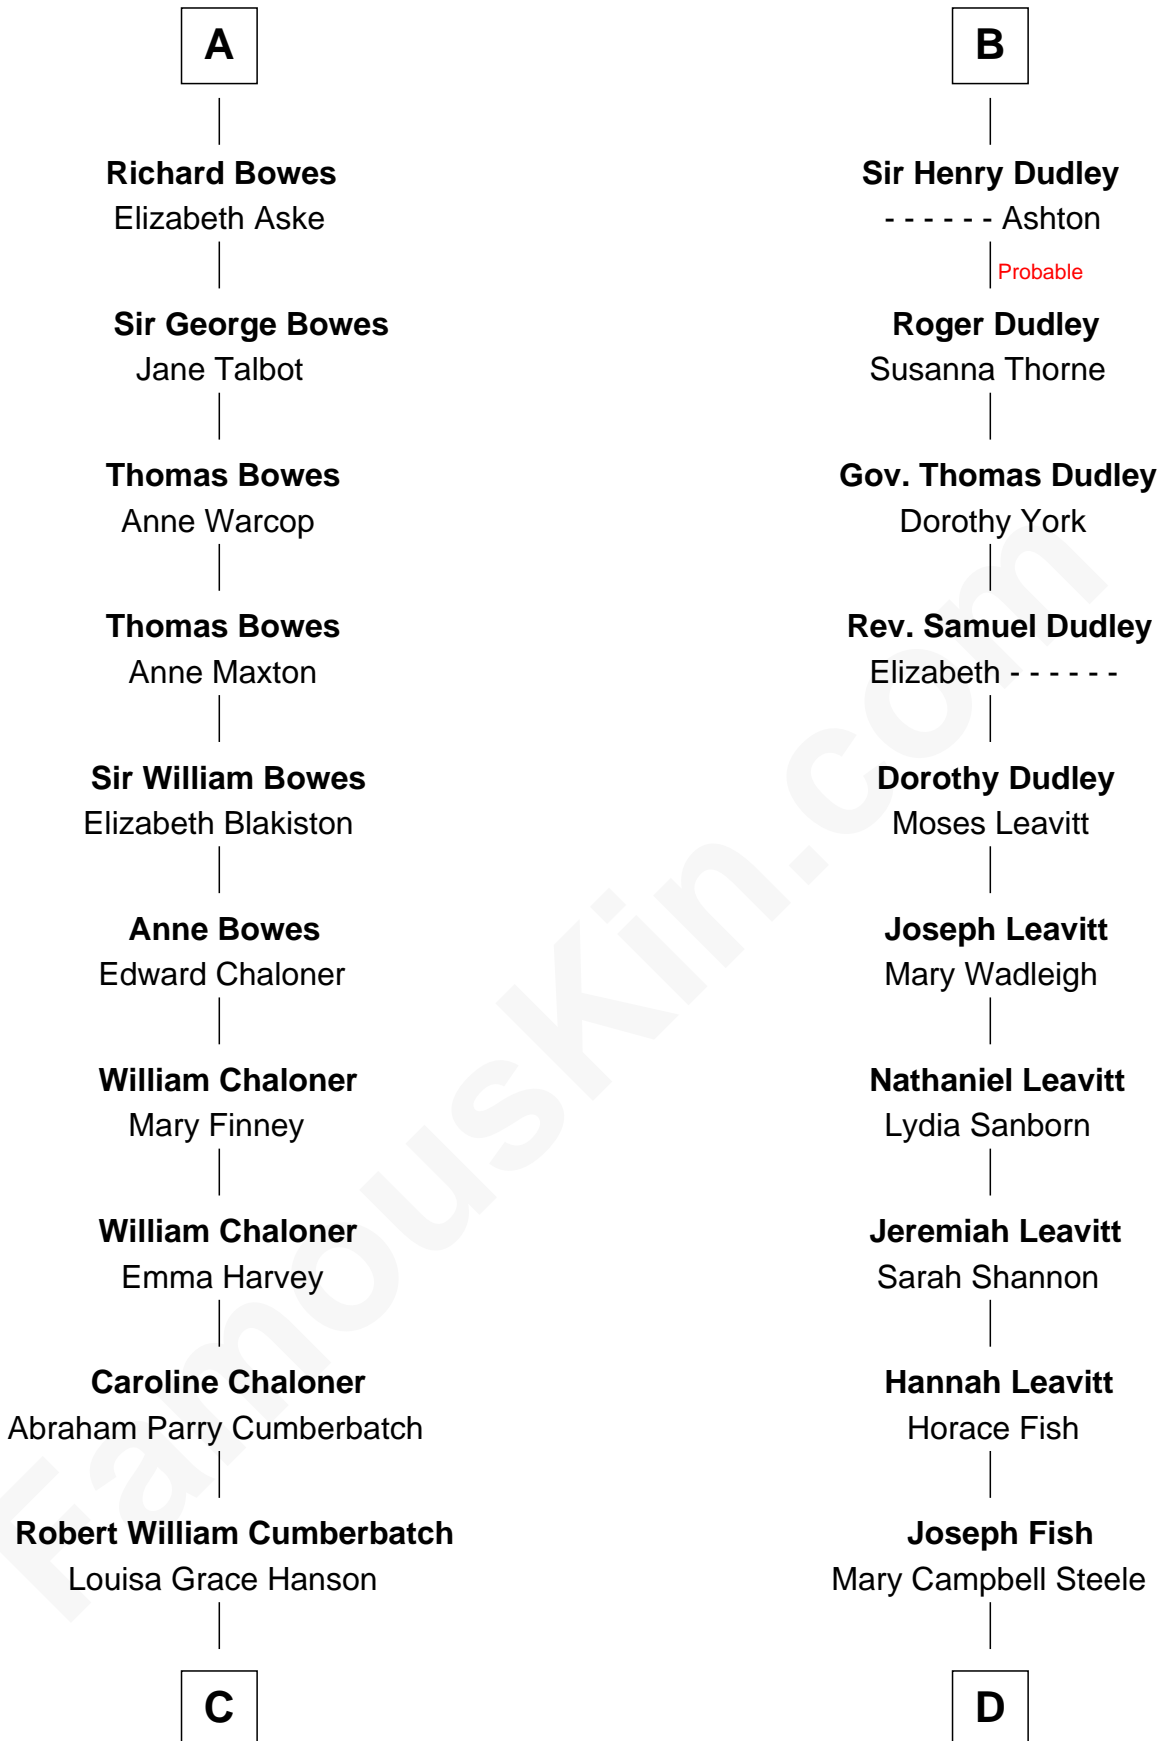 A
Richard Bowes
Elizabeth Aske
Sir George Bowes
Jane Talbot
Thomas Bowes
Anne Warcop
Thomas Bowes
Anne Maxton
Sir William Bowes
Elizabeth Blakiston
Anne Bowes
Edward Chaloner
William Chaloner
Mary Finney
William Chaloner
Emma Harvey
Caroline Chaloner
Abraham Parry Cumberbatch
Robert William Cumberbatch
Louisa Grace Hanson
C
B
Sir Henry Dudley
- - - - - - Ashton
Probable
Roger Dudley
Susanna Thorne
Gov. Thomas Dudley
Dorothy York
Rev. Samuel Dudley
Elizabeth - - - - - -
Dorothy Dudley
Moses Leavitt
Joseph Leavitt
Mary Wadleigh
Nathaniel Leavitt
Lydia Sanborn
Jeremiah Leavitt
Sarah Shannon
Hannah Leavitt
Horace Fish
Joseph Fish
Mary Campbell Steele
D
FamousKin.com